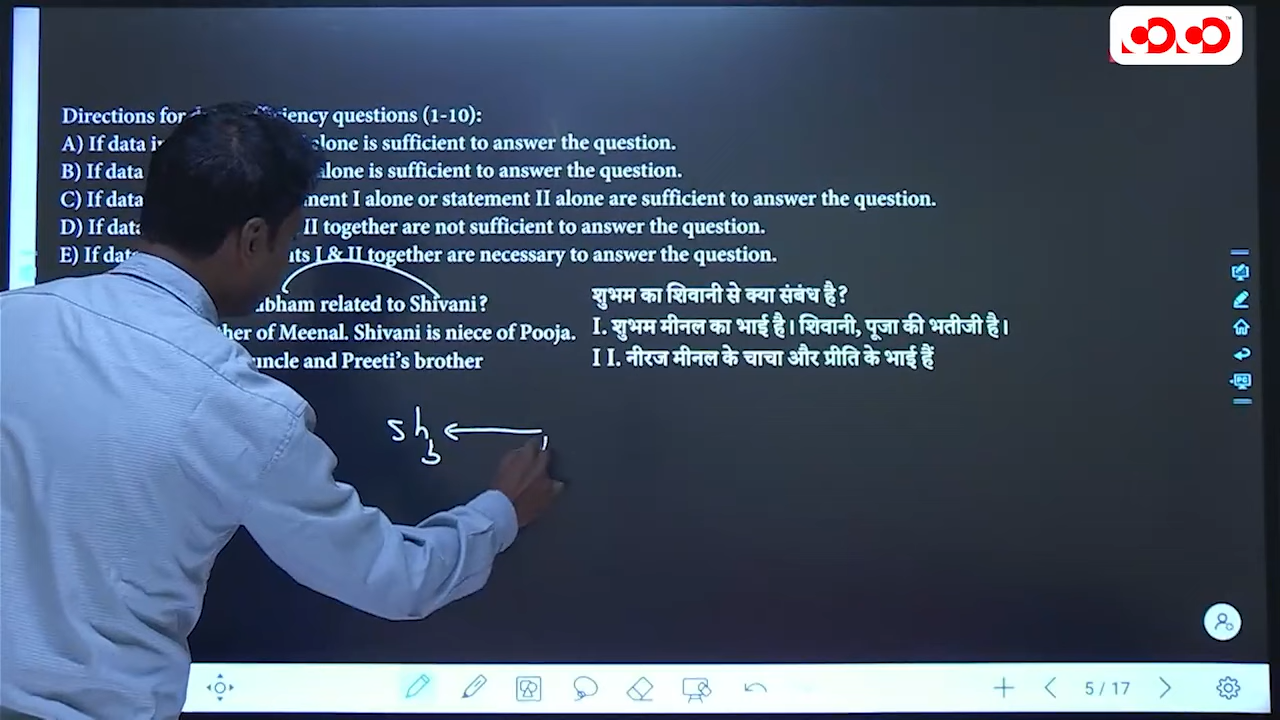 Directions for iency questions (1-10):
A) If data i lone is sufficient to answer the question.
B) If data alone is sufficient to answer the question.
C) If data ment I alone or statement II alone are sufficient to answer the question.
D) If data II together are not sufficient to answer the question.
E) If dat ts I & II together are necessary to answer the question.
bham related to Shivani?
her of Meenal. Shivani is niece of Pooja.
uncle and Preeti's brother
शुभम का शिवानी से क्या संबंध है?
I. शुभम मीनल का भाई है। शिवानी, पूजा की भतीजी है।
I I. नीरज मीनल के चाचा और प्रीति के भाई हैं
sh
5 / 17